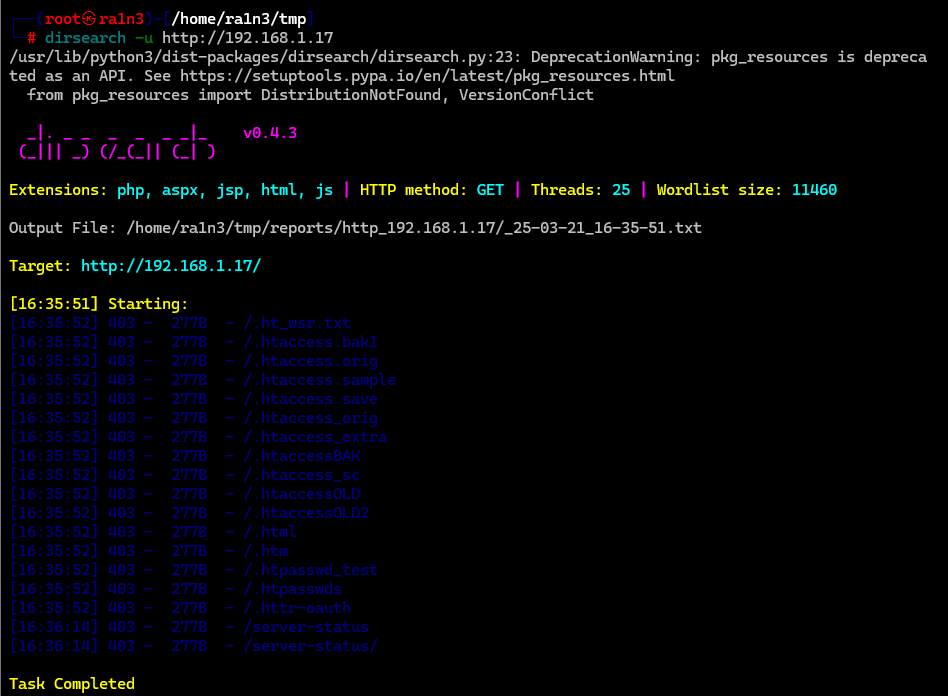 ┌──(root㉿ra1n3)-[/home/ra1n3/tmp]
└─# dirsearch -u http://192.168.1.17
/usr/lib/python3/dist-packages/dirsearch/dirsearch.py:23: DeprecationWarning: pkg_resources is depreca
ted as an API. See https://setuptools.pypa.io/en/latest/pkg_resources.html
  from pkg_resources import DistributionNotFound, VersionConflict
  _|. _ _  _  _  _ _|_    v0.4.3
 (_||| _) (/_(_|| (_| )
Extensions: php, aspx, jsp, html, js | HTTP method: GET | Threads: 25 | Wordlist size: 11460
Output File: /home/ra1n3/tmp/reports/http_192.168.1.17/_25-03-21_16-35-51.txt
Target: http://192.168.1.17/
[16:35:51] Starting:
[16:35:52] 403 -  277B  - /.ht_wsr.txt
[16:35:52] 403 -  277B  - /.htaccess.bak1
[16:35:52] 403 -  277B  - /.htaccess.orig
[16:35:52] 403 -  277B  - /.htaccess.sample
[16:35:52] 403 -  277B  - /.htaccess.save
[16:35:52] 403 -  277B  - /.htaccess_orig
[16:35:52] 403 -  277B  - /.htaccess_extra
[16:35:52] 403 -  277B  - /.htaccessBAK
[16:35:52] 403 -  277B  - /.htaccess_sc
[16:35:52] 403 -  277B  - /.htaccessOLD
[16:35:52] 403 -  277B  - /.htaccessOLD2
[16:35:52] 403 -  277B  - /.html
[16:35:52] 403 -  277B  - /.htm
[16:35:52] 403 -  277B  - /.htpasswd_test
[16:35:52] 403 -  277B  - /.htpasswds
[16:35:52] 403 -  277B  - /.httr-oauth
[16:36:14] 403 -  277B  - /server-status
[16:36:14] 403 -  277B  - /server-status/
Task Completed